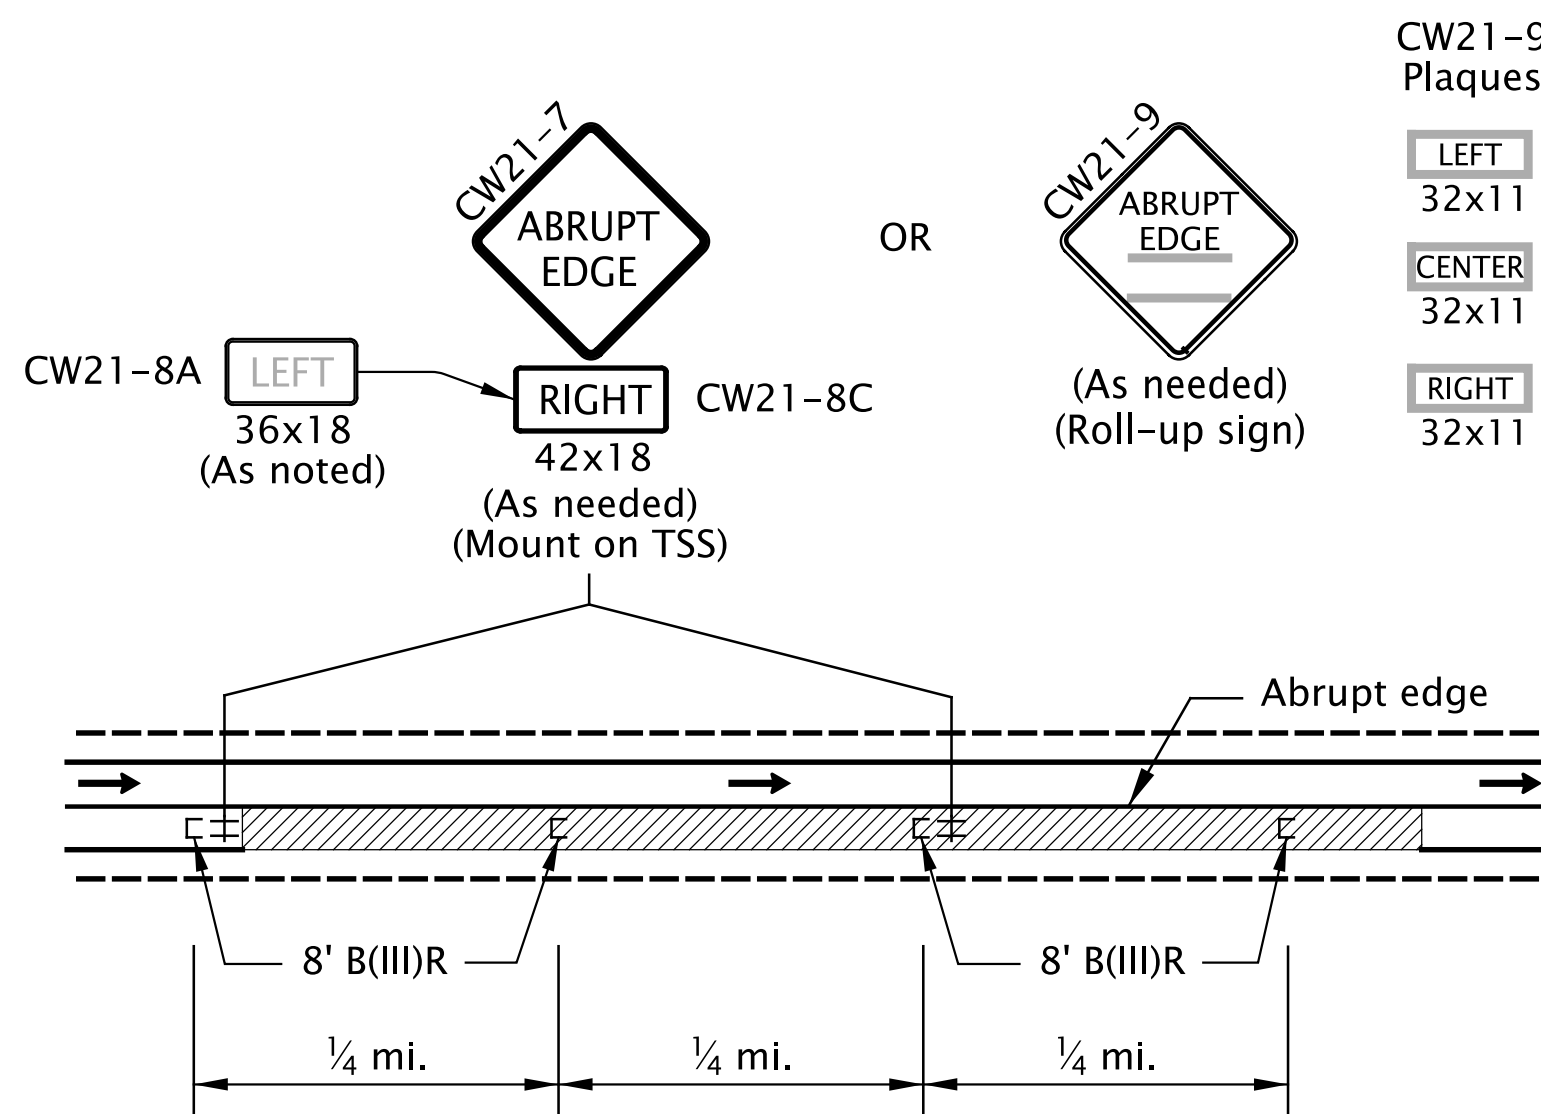 CW21-9
Plaques
CW21-7
ABRUPT
EDGE
OR
CW21-9
ABRUPT
EDGE
LEFT
32x11
CENTER
32x11
RIGHT
32x11
CW21-8A
LEFT
36x18
(As noted)
RIGHT
CW21-8C
42x18
(As needed)
(Mount on TSS)
(As needed)
(Roll-up sign)
Abrupt edge
8' B(III)R
8' B(III)R
¼ mi.
¼ mi.
¼ mi.